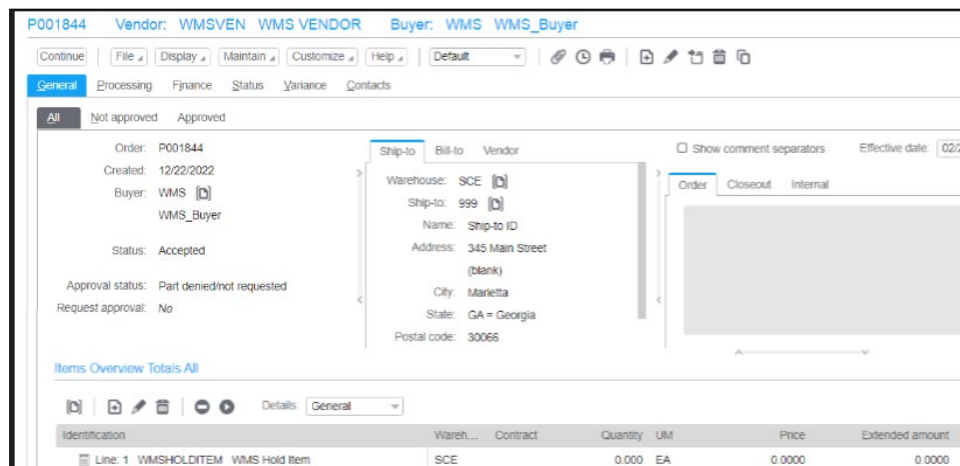 P001844 Vendor: WMSVEN WMS VENDOR Buyer: WMS WMS_Buyer
Continue File Display Maintain Customize Help Default
General Processing Finance Status Variance Contacts
All Not approved Approved
Order: P001844
Created: 12/22/2022
Buyer: WMS
WMS_Buyer
Status: Accepted
Approval status: Part denied/not requested
Request approval: No
Ship-to Bill-to Vendor
Warehouse: SCE
Ship-to: 999
Name: Ship-to ID
Address: 345 Main Street
(blank)
City: Marietta
State: GA = Georgia
Postal code: 30066
Show comment separators Effective date: 02/2
Order Closeout Internal
Items Overview Totals All
Details: General
Identification Wareh... Contract Quantity UM Price Extended amount
Line: 1 WMSHOLDITEM WMS Hold Item SCE 0.000 EA 0.0000 0.0000